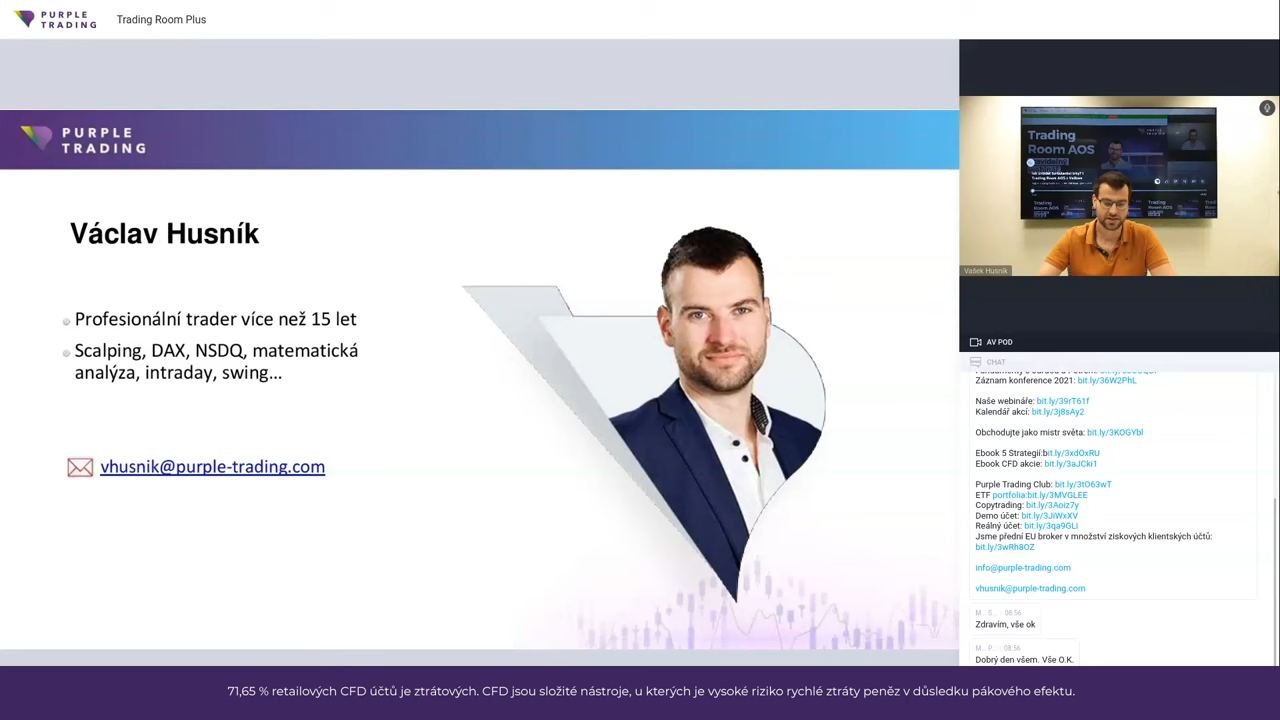 PURPLE
TRADING
Trading Room Plus
PURPLE
TRADING
Václav Husník
Profesionální trader více než 15 let
Scalping, DAX, NSDQ, matematická
analýza, intraday, swing...
vhusnik@purple-trading.com
Trading
Room AOS
Vašek Husník
AV POD
CHAT
Záznam konference 2021: bit.ly/36W2PhL
Naše webináře: bit.ly/39rT61f
Kalendář akcí: bit.ly/3j8sAy2
Obchodujte jako mistr světa: bit.ly/3KOGYbl
Ebook 5 Strategií:bit.ly/3xdOxRU
Ebook CFD akcie: bit.ly/3aJCki1
Purple Trading Club: bit.ly/3tO63wT
ETF portfolia:bit.ly/3MVGLEE
Copytrading: bit.ly/3Aoiz7y
Demo účet: bit.ly/3JiWxXV
Reálný účet: bit.ly/3qa9GLi
Jsme přední EU broker v množství ziskových klientských účtů:
bit.ly/3wRh8OZ
info@purple-trading.com
vhusnik@purple-trading.com
M.. S... 08:56
Zdravím, vše ok
M.. P... 08:56
Dobrý den všem. Vše O.K.
71,65 % retailových CFD účtů je ztrátových. CFD jsou složité nástroje, u kterých je vysoké riziko rychlé ztráty peněz v důsledku pákového efektu.